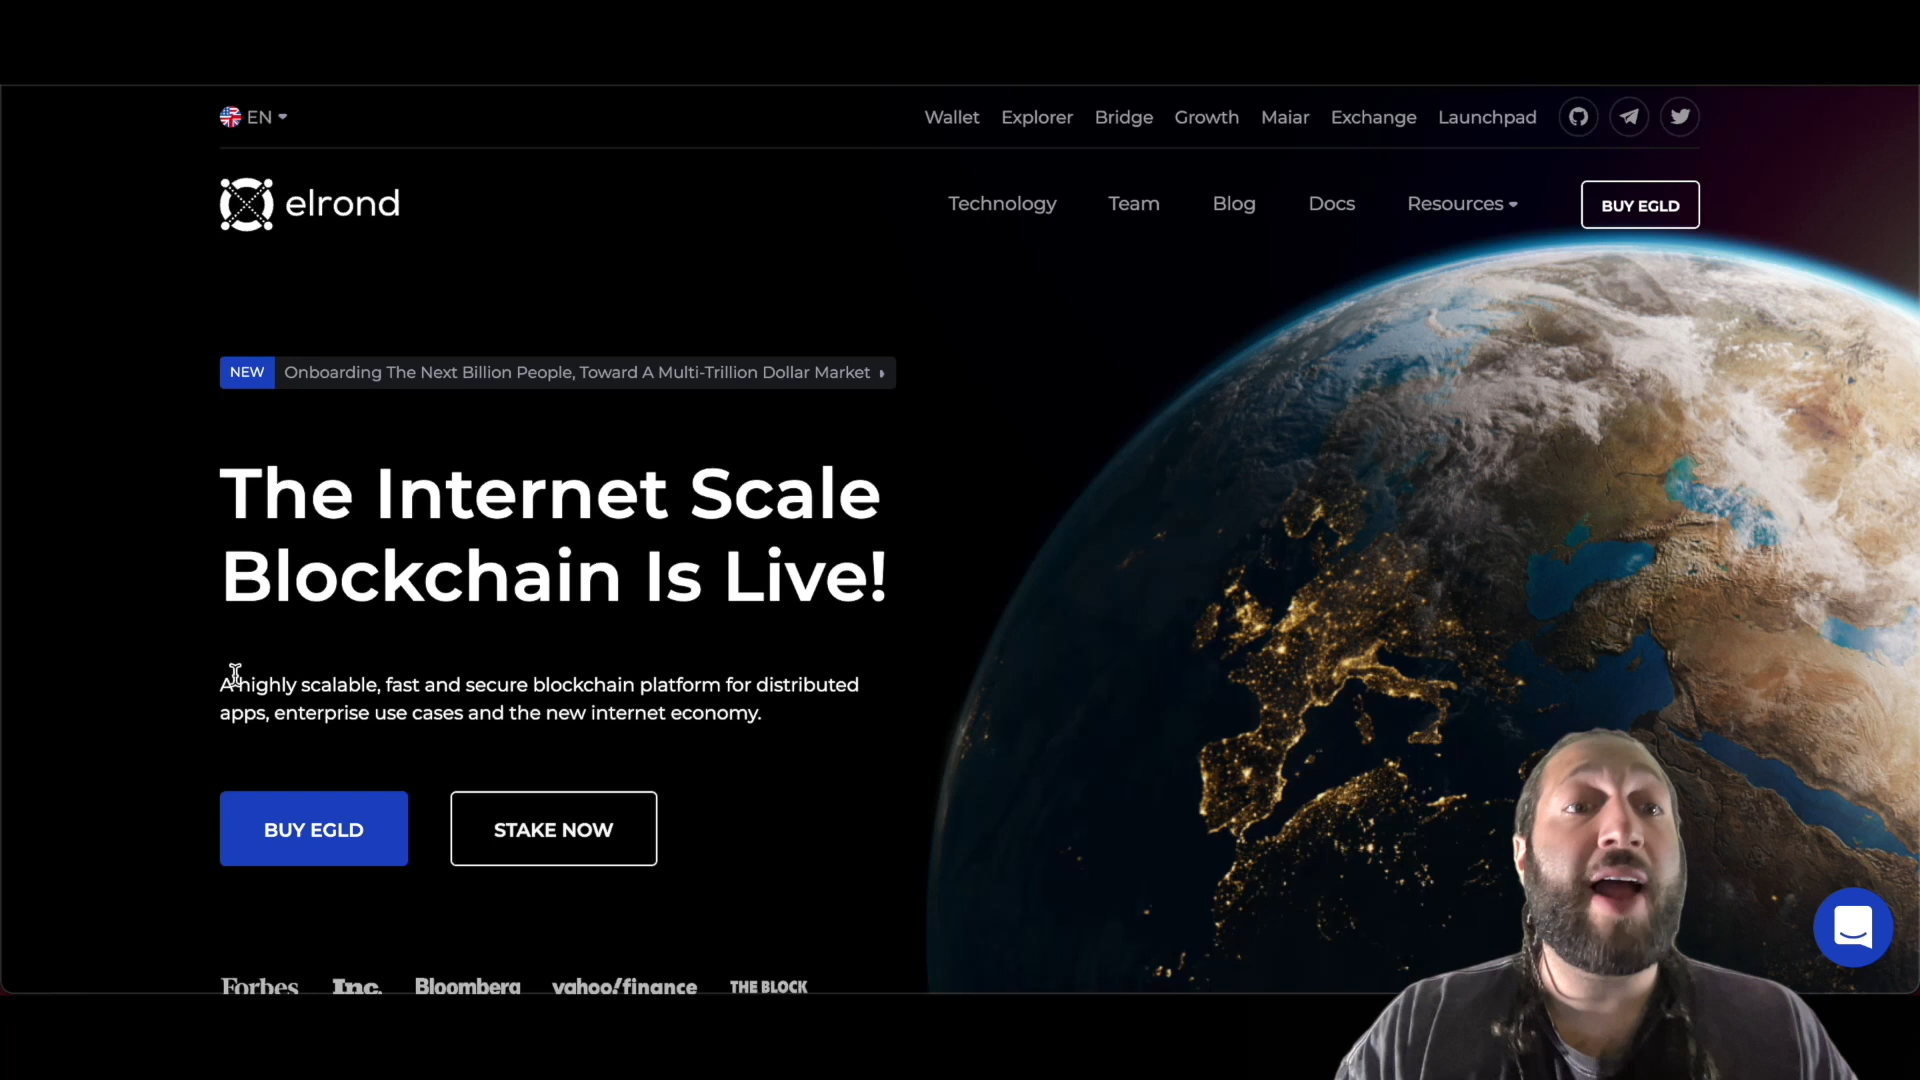 EN
Wallet Explorer Bridge Growth Maiar Exchange Launchpad
elrond
Technology Team Blog Docs Resources
BUY EGLD
NEW Onboarding The Next Billion People, Toward A Multi-Trillion Dollar Market
The Internet Scale
Blockchain Is Live!
A highly scalable, fast and secure blockchain platform for distributed
apps, enterprise use cases and the new internet economy.
BUY EGLD
STAKE NOW
Forbes Inc. Bloomberg yahoo!finance THE BLOCK